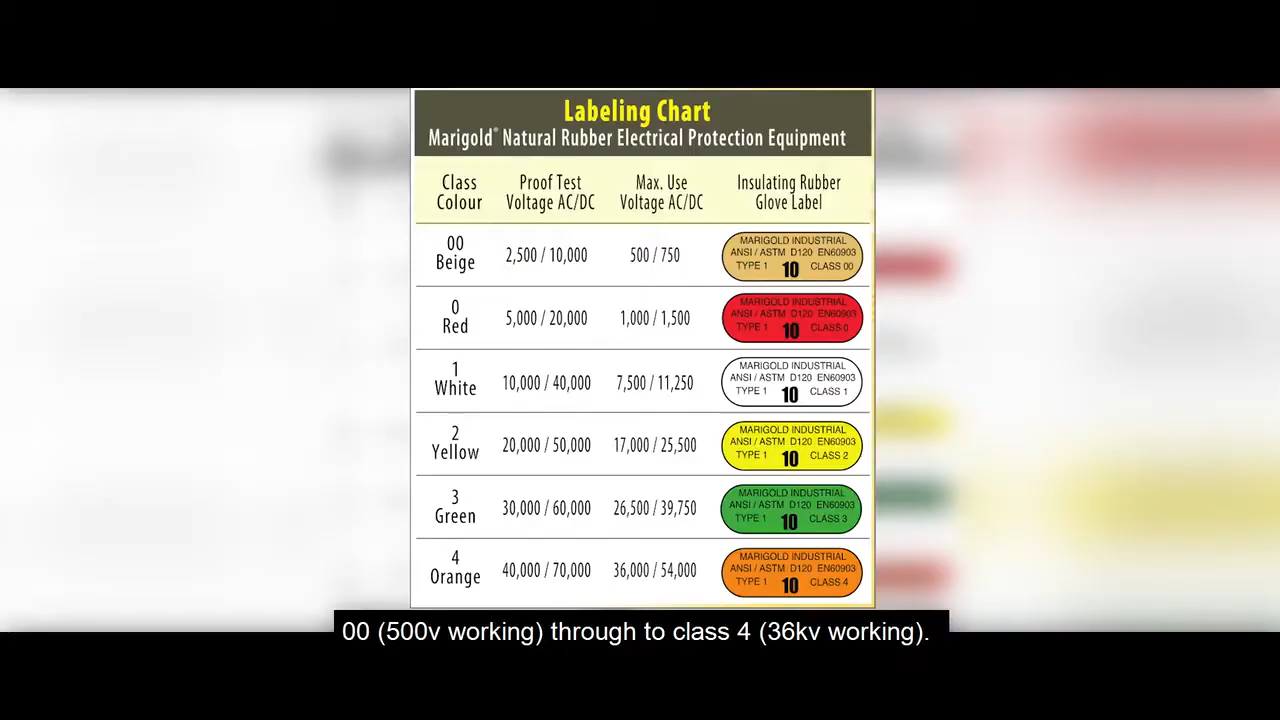 Labeling Chart
Marigold® Natural Rubber Electrical Protection Equipment
Class Colour
Proof Test Voltage AC/DC
Max. Use Voltage AC/DC
Insulating Rubber Glove Label
00 Beige
2,500 / 10,000
500 / 750
MARIGOLD INDUSTRIAL
ANSI / ASTM D120 EN60903
TYPE 1 10 CLASS 00
0 Red
5,000 / 20,000
1,000 / 1,500
MARIGOLD INDUSTRIAL
ANSI / ASTM D120 EN60903
TYPE 1 10 CLASS 0
1 White
10,000 / 40,000
7,500 / 11,250
MARIGOLD INDUSTRIAL
ANSI / ASTM D120 EN60903
TYPE 1 10 CLASS 1
2 Yellow
20,000 / 50,000
17,000 / 25,500
MARIGOLD INDUSTRIAL
ANSI / ASTM D120 EN60903
TYPE 1 10 CLASS 2
3 Green
30,000 / 60,000
26,500 / 39,750
MARIGOLD INDUSTRIAL
ANSI / ASTM D120 EN60903
TYPE 1 10 CLASS 3
4 Orange
40,000 / 70,000
36,000 / 54,000
MARIGOLD INDUSTRIAL
ANSI / ASTM D120 EN60903
TYPE 1 10 CLASS 4
00 (500v working) through to class 4 (36kv working).